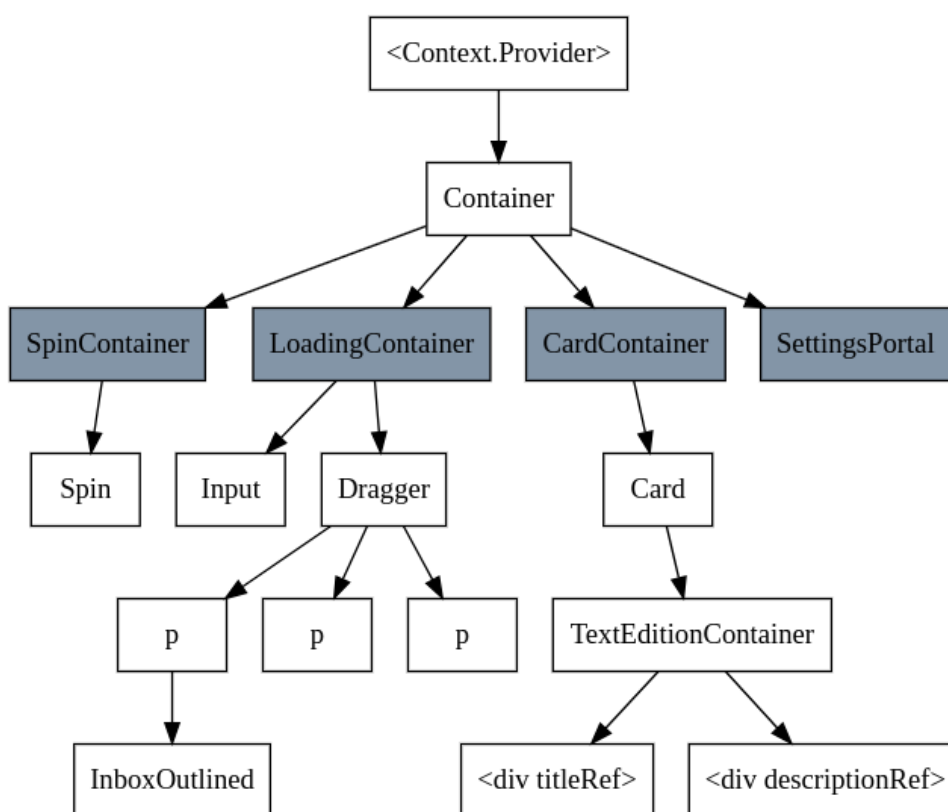 <Context.Provider>
Container
SpinContainer
LoadingContainer
CardContainer
SettingsPortal
Spin
Input
Dragger
Card
p
p
p
TextEditionContainer
InboxOutlined
<div titleRef>
<div descriptionRef>